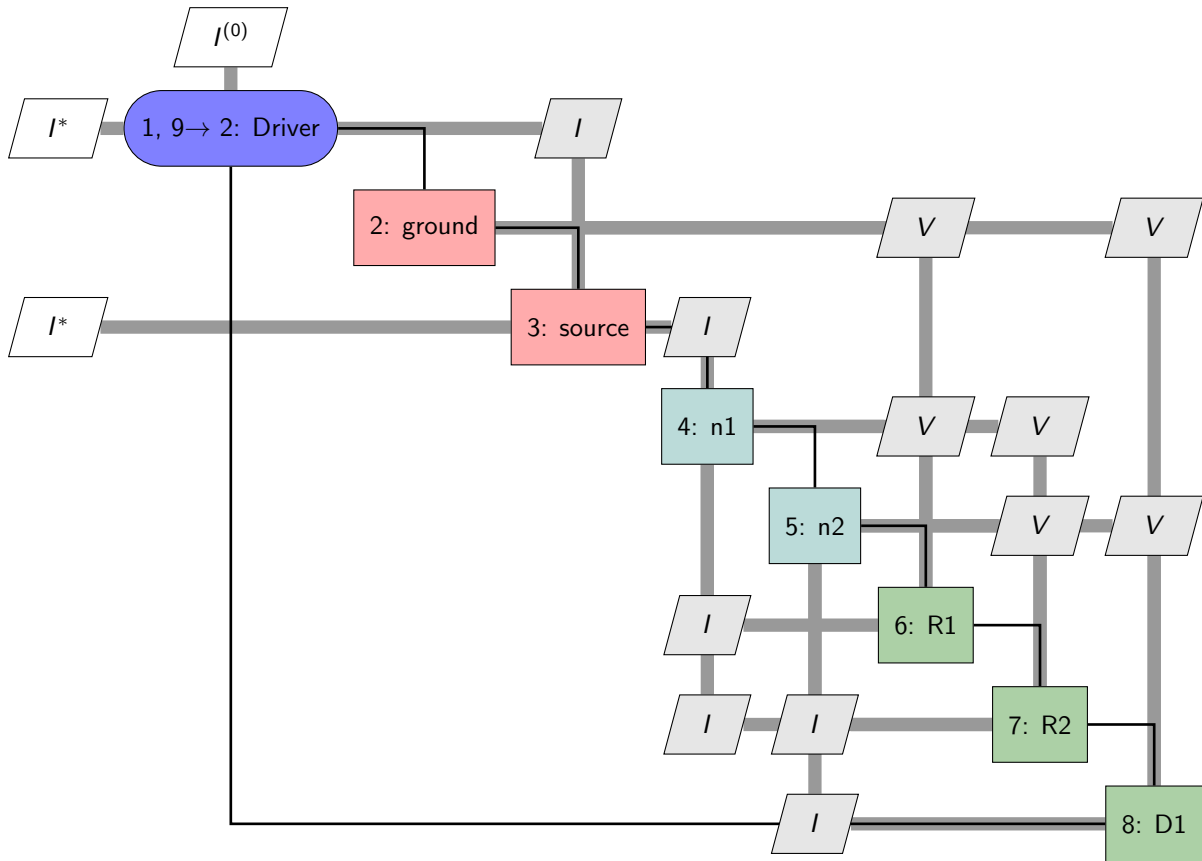 I(0)
I* 1, 9→ 2: Driver I
2: ground V V
I* 3: source I
4: n1 V V
5: n2 V V
I 6: R1
I I 7: R2
I 8: D1